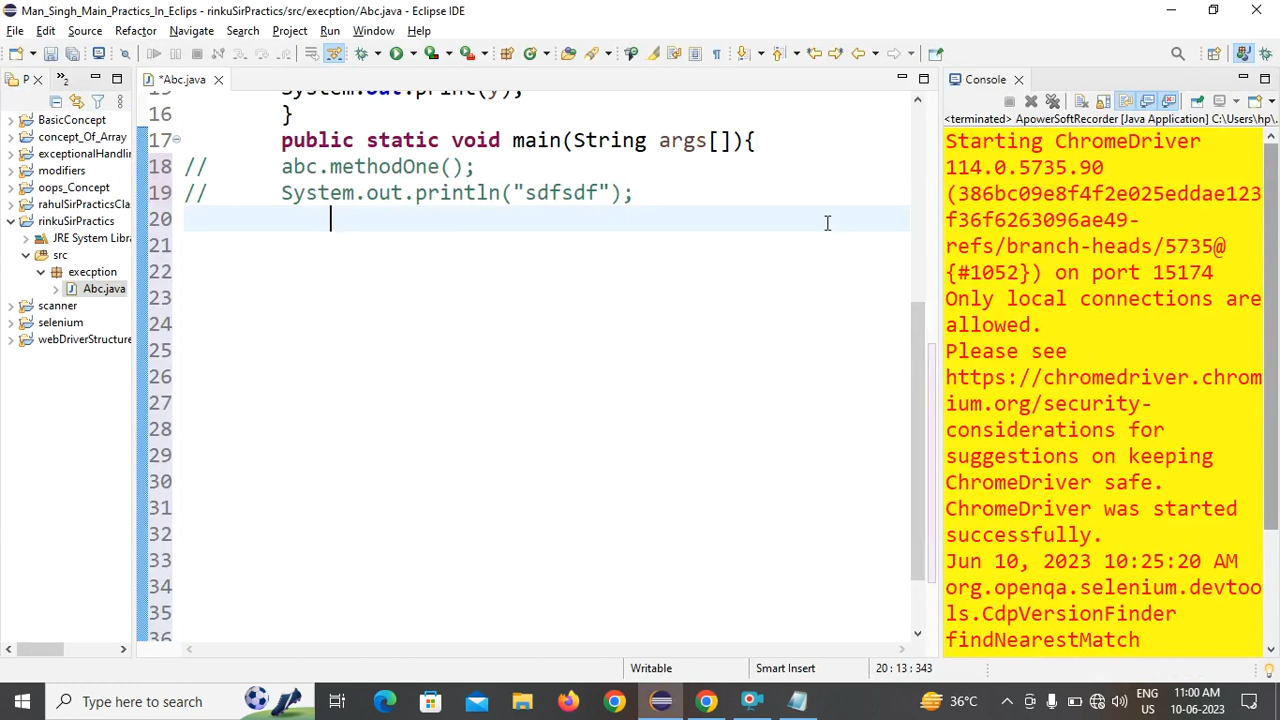 Man_Singh_Main_Practics_In_Eclips - rinkuSirPractics/src/execption/Abc.java - Eclipse IDE
File Edit Source Refactor Navigate Search Project Run Window Help
P
*Abc.java
Console
<terminated> ApowerSoftRecorder [Java Application] C:\Users\hp\.
BasicConcept
concept_Of_Array
exceptionalHandlin
modifiers
oops_Concept
rahulSirPracticsCla
rinkuSirPractics
JRE System Libr
src
execption
Abc.java
scanner
selenium
webDriverStructure
15 System.out.print(y);
16 }
17 public static void main(String args[]){
18 // abc.methodOne();
19 // System.out.println("sdfsdf");
20
21
22
23
24
25
26
27
28
29
30
31
32
33
34
35
36
Starting ChromeDriver
114.0.5735.90
(386bc09e8f4f2e025eddae123
f36f6263096ae49-
refs/branch-heads/5735@
{#1052}) on port 15174
Only local connections are
allowed.
Please see
https://chromedriver.chrom
ium.org/security-
considerations for
suggestions on keeping
ChromeDriver safe.
ChromeDriver was started
successfully.
Jun 10, 2023 10:25:20 AM
org.openqa.selenium.devtoo
ls.CdpVersionFinder
findNearestMatch
Writable Smart Insert 20 : 13 : 343
Type here to search
36°C
ENG
US
11:00 AM
10-06-2023